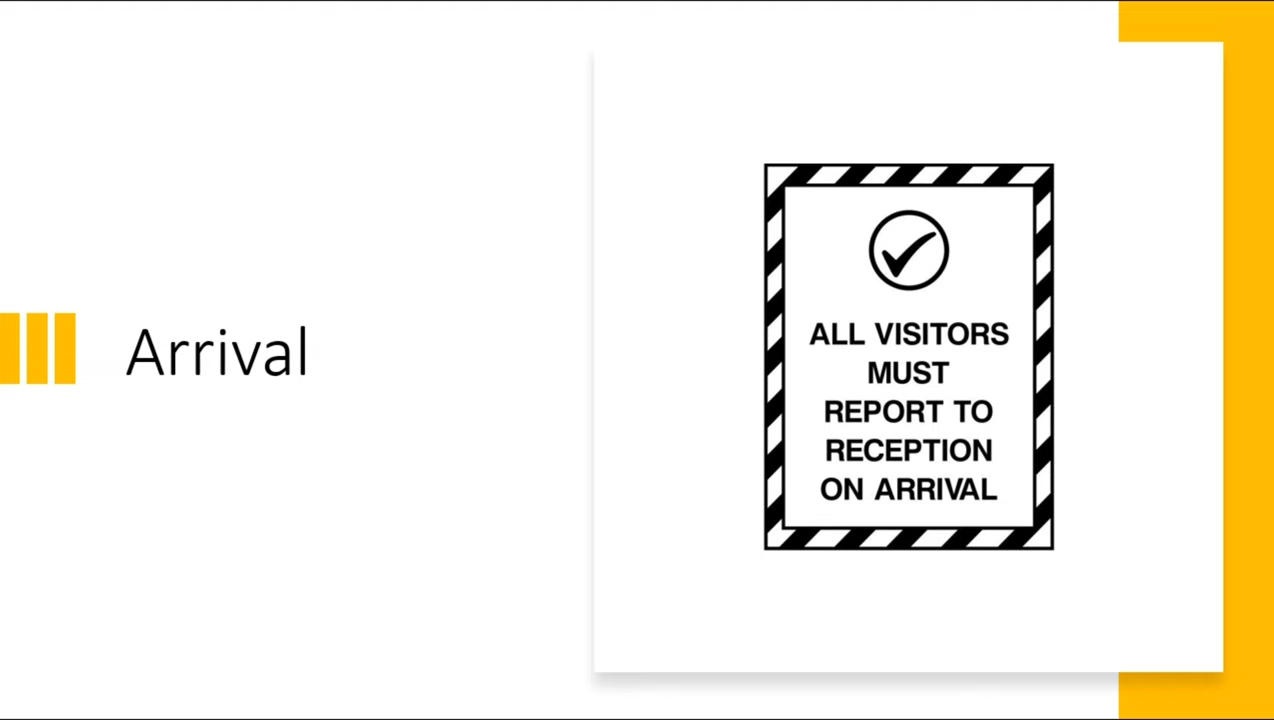 Arrival
ALL VISITORS
MUST
REPORT TO
RECEPTION
ON ARRIVAL